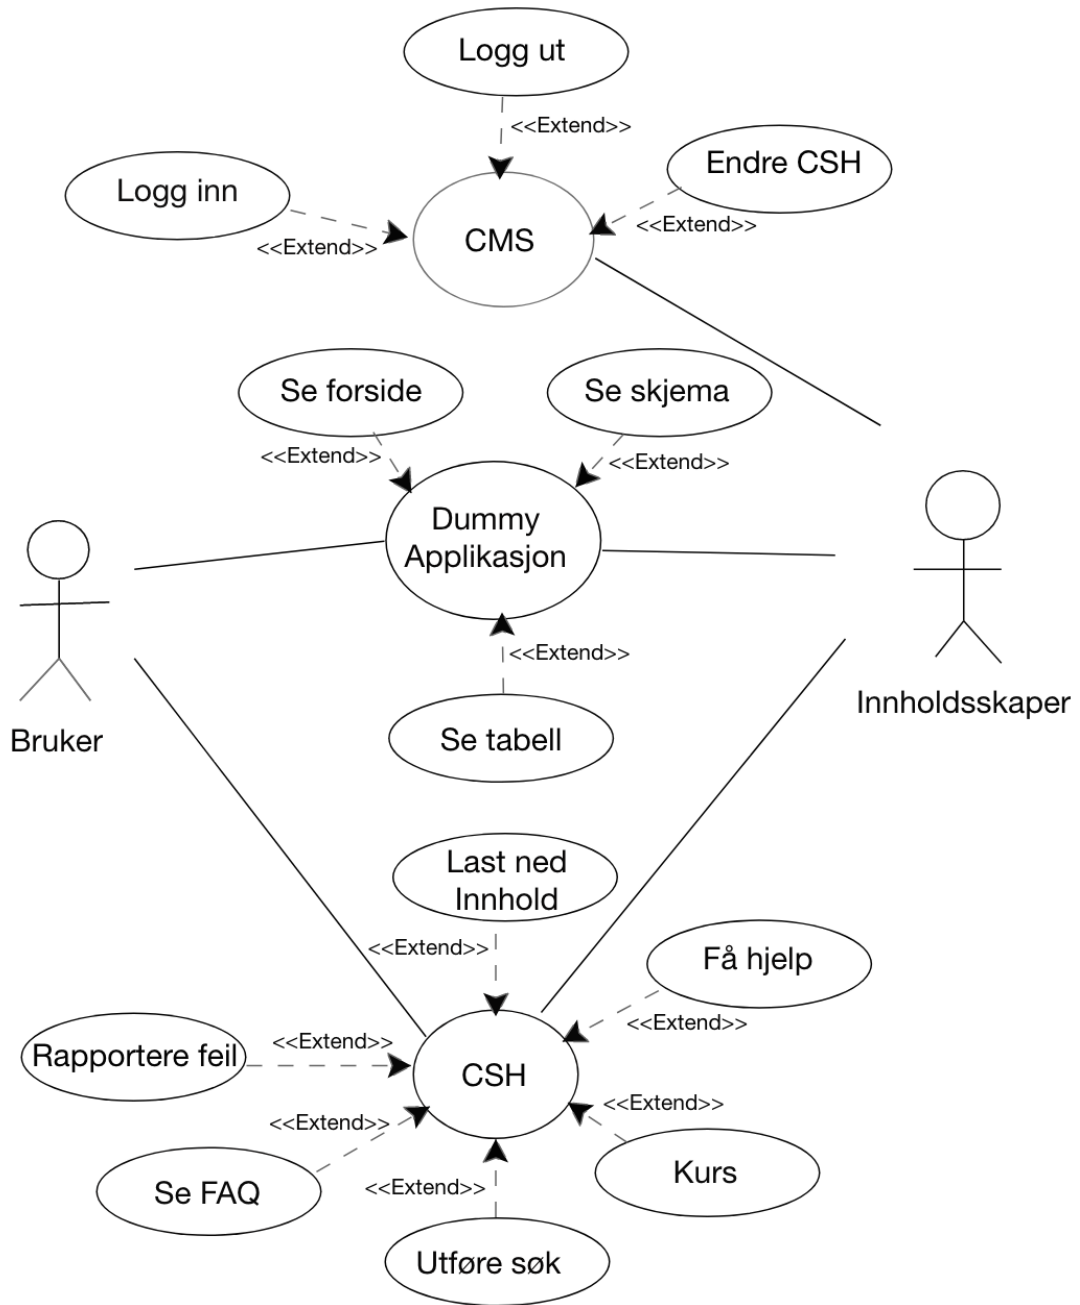 Logg ut
<<Extend>>
Endre CSH
Logg inn
<<Extend>>
CMS
<<Extend>>
Se forside
Se skjema
<<Extend>>
<<Extend>>
Dummy
Applikasjon
<<Extend>>
Innholdsskaper
Bruker
Se tabell
Last ned
Innhold
<<Extend>>
Få hjelp
<<Extend>>
Rapportere feil
<<Extend>>
CSH
<<Extend>>
<<Extend>>
Kurs
Se FAQ
<<Extend>>
Utføre søk